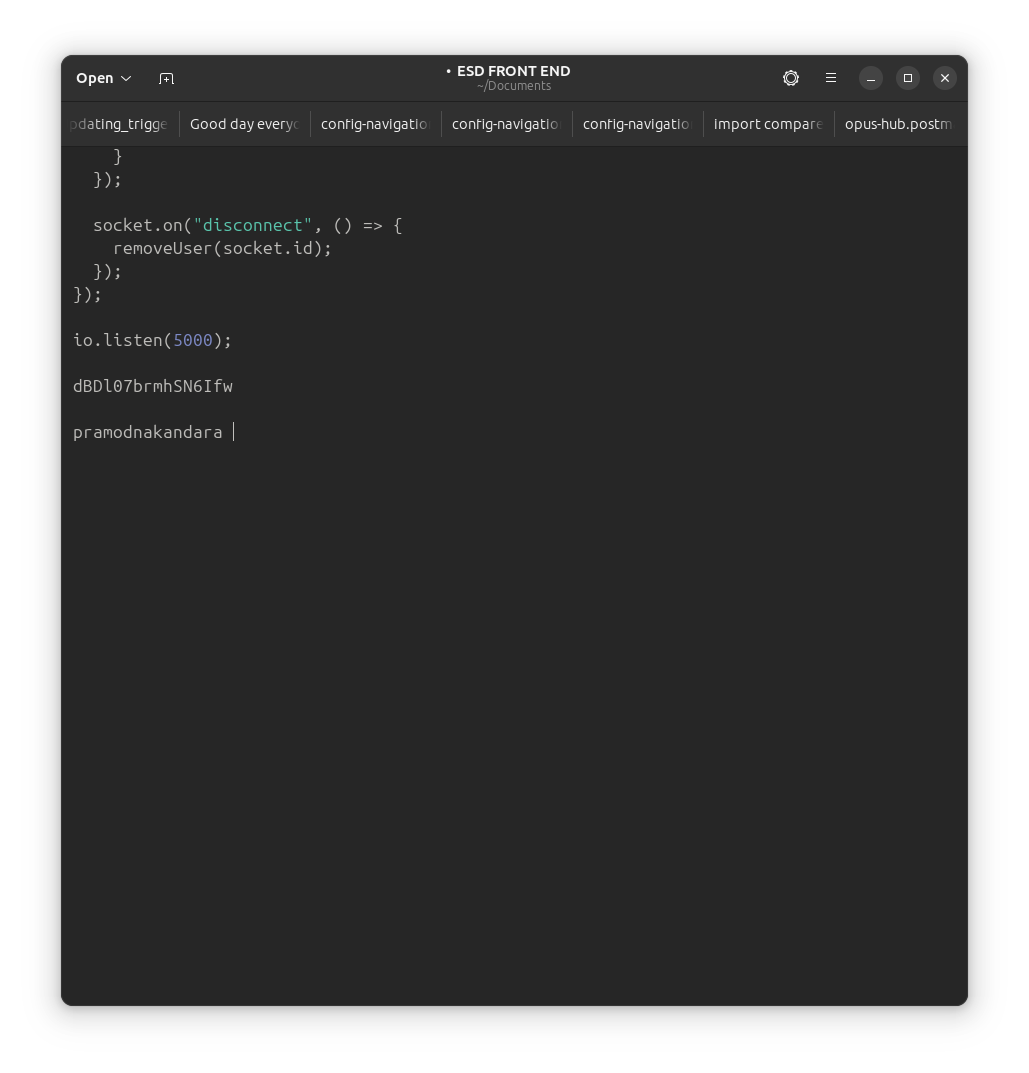 Open
• ESD FRONT END
~/Documents
pdating_trigge
Good day everyo
config-navigatio
config-navigatio
config-navigatio
import compare
opus-hub.postm
}
});
socket.on("disconnect", () => {
removeUser(socket.id);
});
});
io.listen(5000);
dBDl07brmhSN6Ifw
pramodnakandara